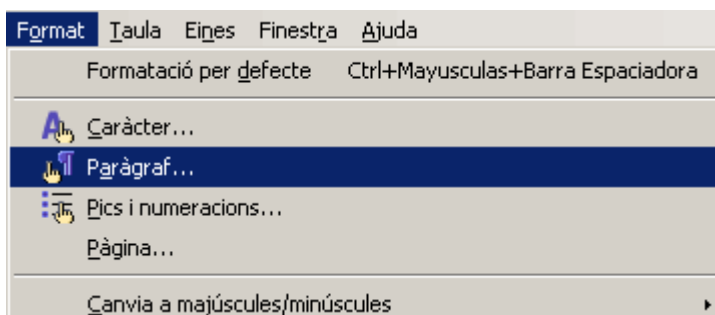 Format Taula Eines Finestra Ajuda
Formatació per defecte Ctrl+Mayusculas+Barra Espaciadora
Caràcter...
Paràgraf...
Pics i numeracions...
Pàgina...
Canvia a majúscules/minúscules